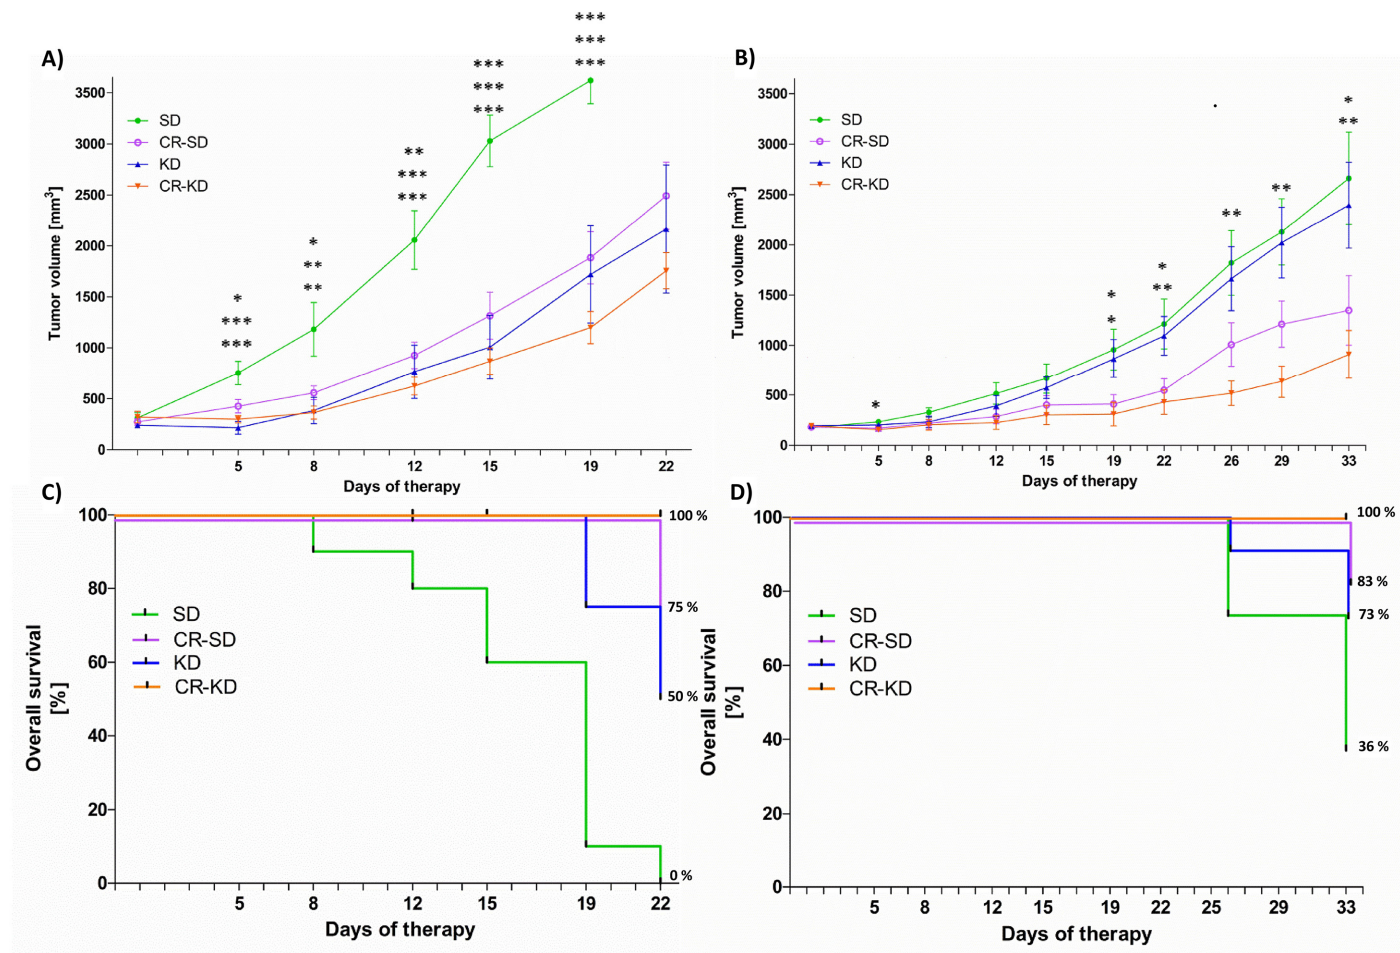 A)
***
***
***
***
***
***
**
***
***
*
**
**
*
***
***
Tumor volume [mm³]
3500
3000
2500
2000
1500
1000
500
0
SD
CR-SD
KD
CR-KD
5 8 12 15 19 22
Days of therapy
B)
*
**
**
**
*
**
*
*
*
Tumor volume [mm³]
3500
3000
2500
2000
1500
1000
500
0
SD
CR-SD
KD
CR-KD
5 8 12 15 19 22 26 29 33
Days of therapy
C)
Overall survival
[%]
100
80
60
40
20
0
SD
CR-SD
KD
CR-KD
100 %
75 %
50 %
0 %
5 8 12 15 19 22
Days of therapy
D)
Overall survival
[%]
100
80
60
40
20
0
SD
CR-SD
KD
CR-KD
100 %
83 %
73 %
36 %
5 8 12 15 19 22 25 29 33
Days of therapy